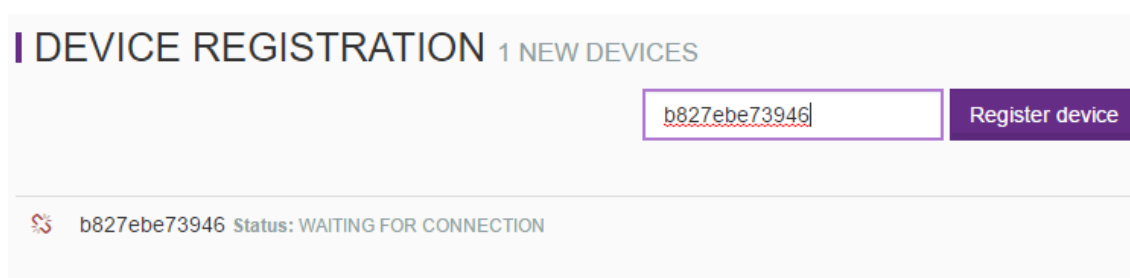 DEVICE REGISTRATION 1 NEW DEVICES
b827ebe73946 Register device
b827ebe73946 Status: WAITING FOR CONNECTION